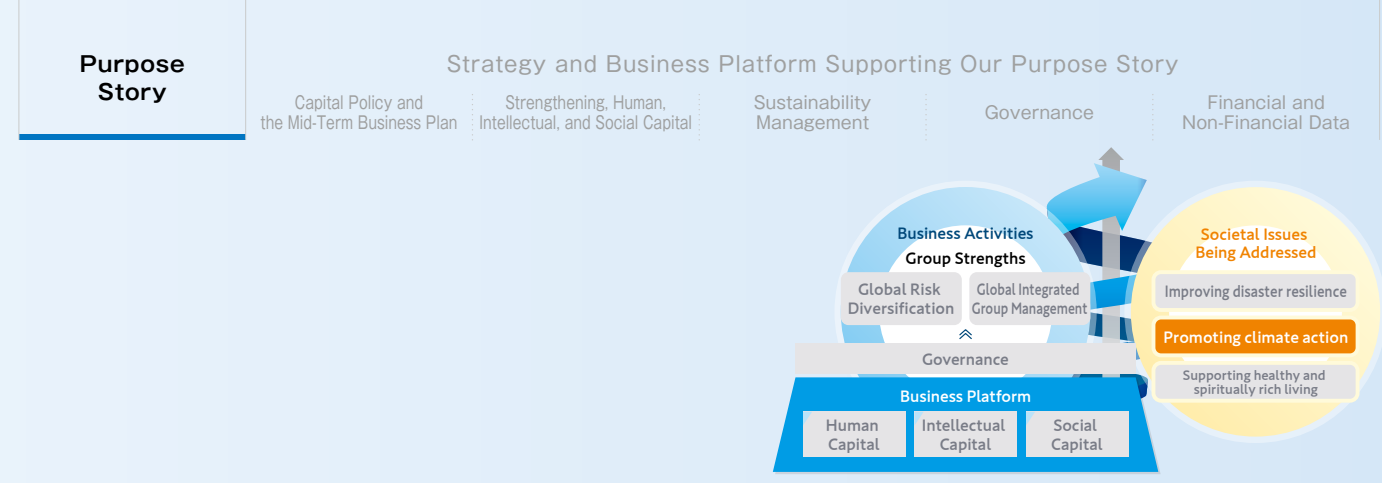 Purpose
Story
Strategy and Business Platform Supporting Our Purpose Story
Capital Policy and
the Mid-Term Business Plan
Strengthening, Human,
Intellectual, and Social Capital
Sustainability
Management
Governance
Financial and
Non-Financial Data
Business Activities
Group Strengths
Global Risk
Diversification
Global Integrated
Group Management
Governance
Business Platform
Human
Capital
Intellectual
Capital
Social
Capital
Societal Issues
Being Addressed
Improving disaster resilience
Promoting climate action
Supporting healthy and
spiritually rich living